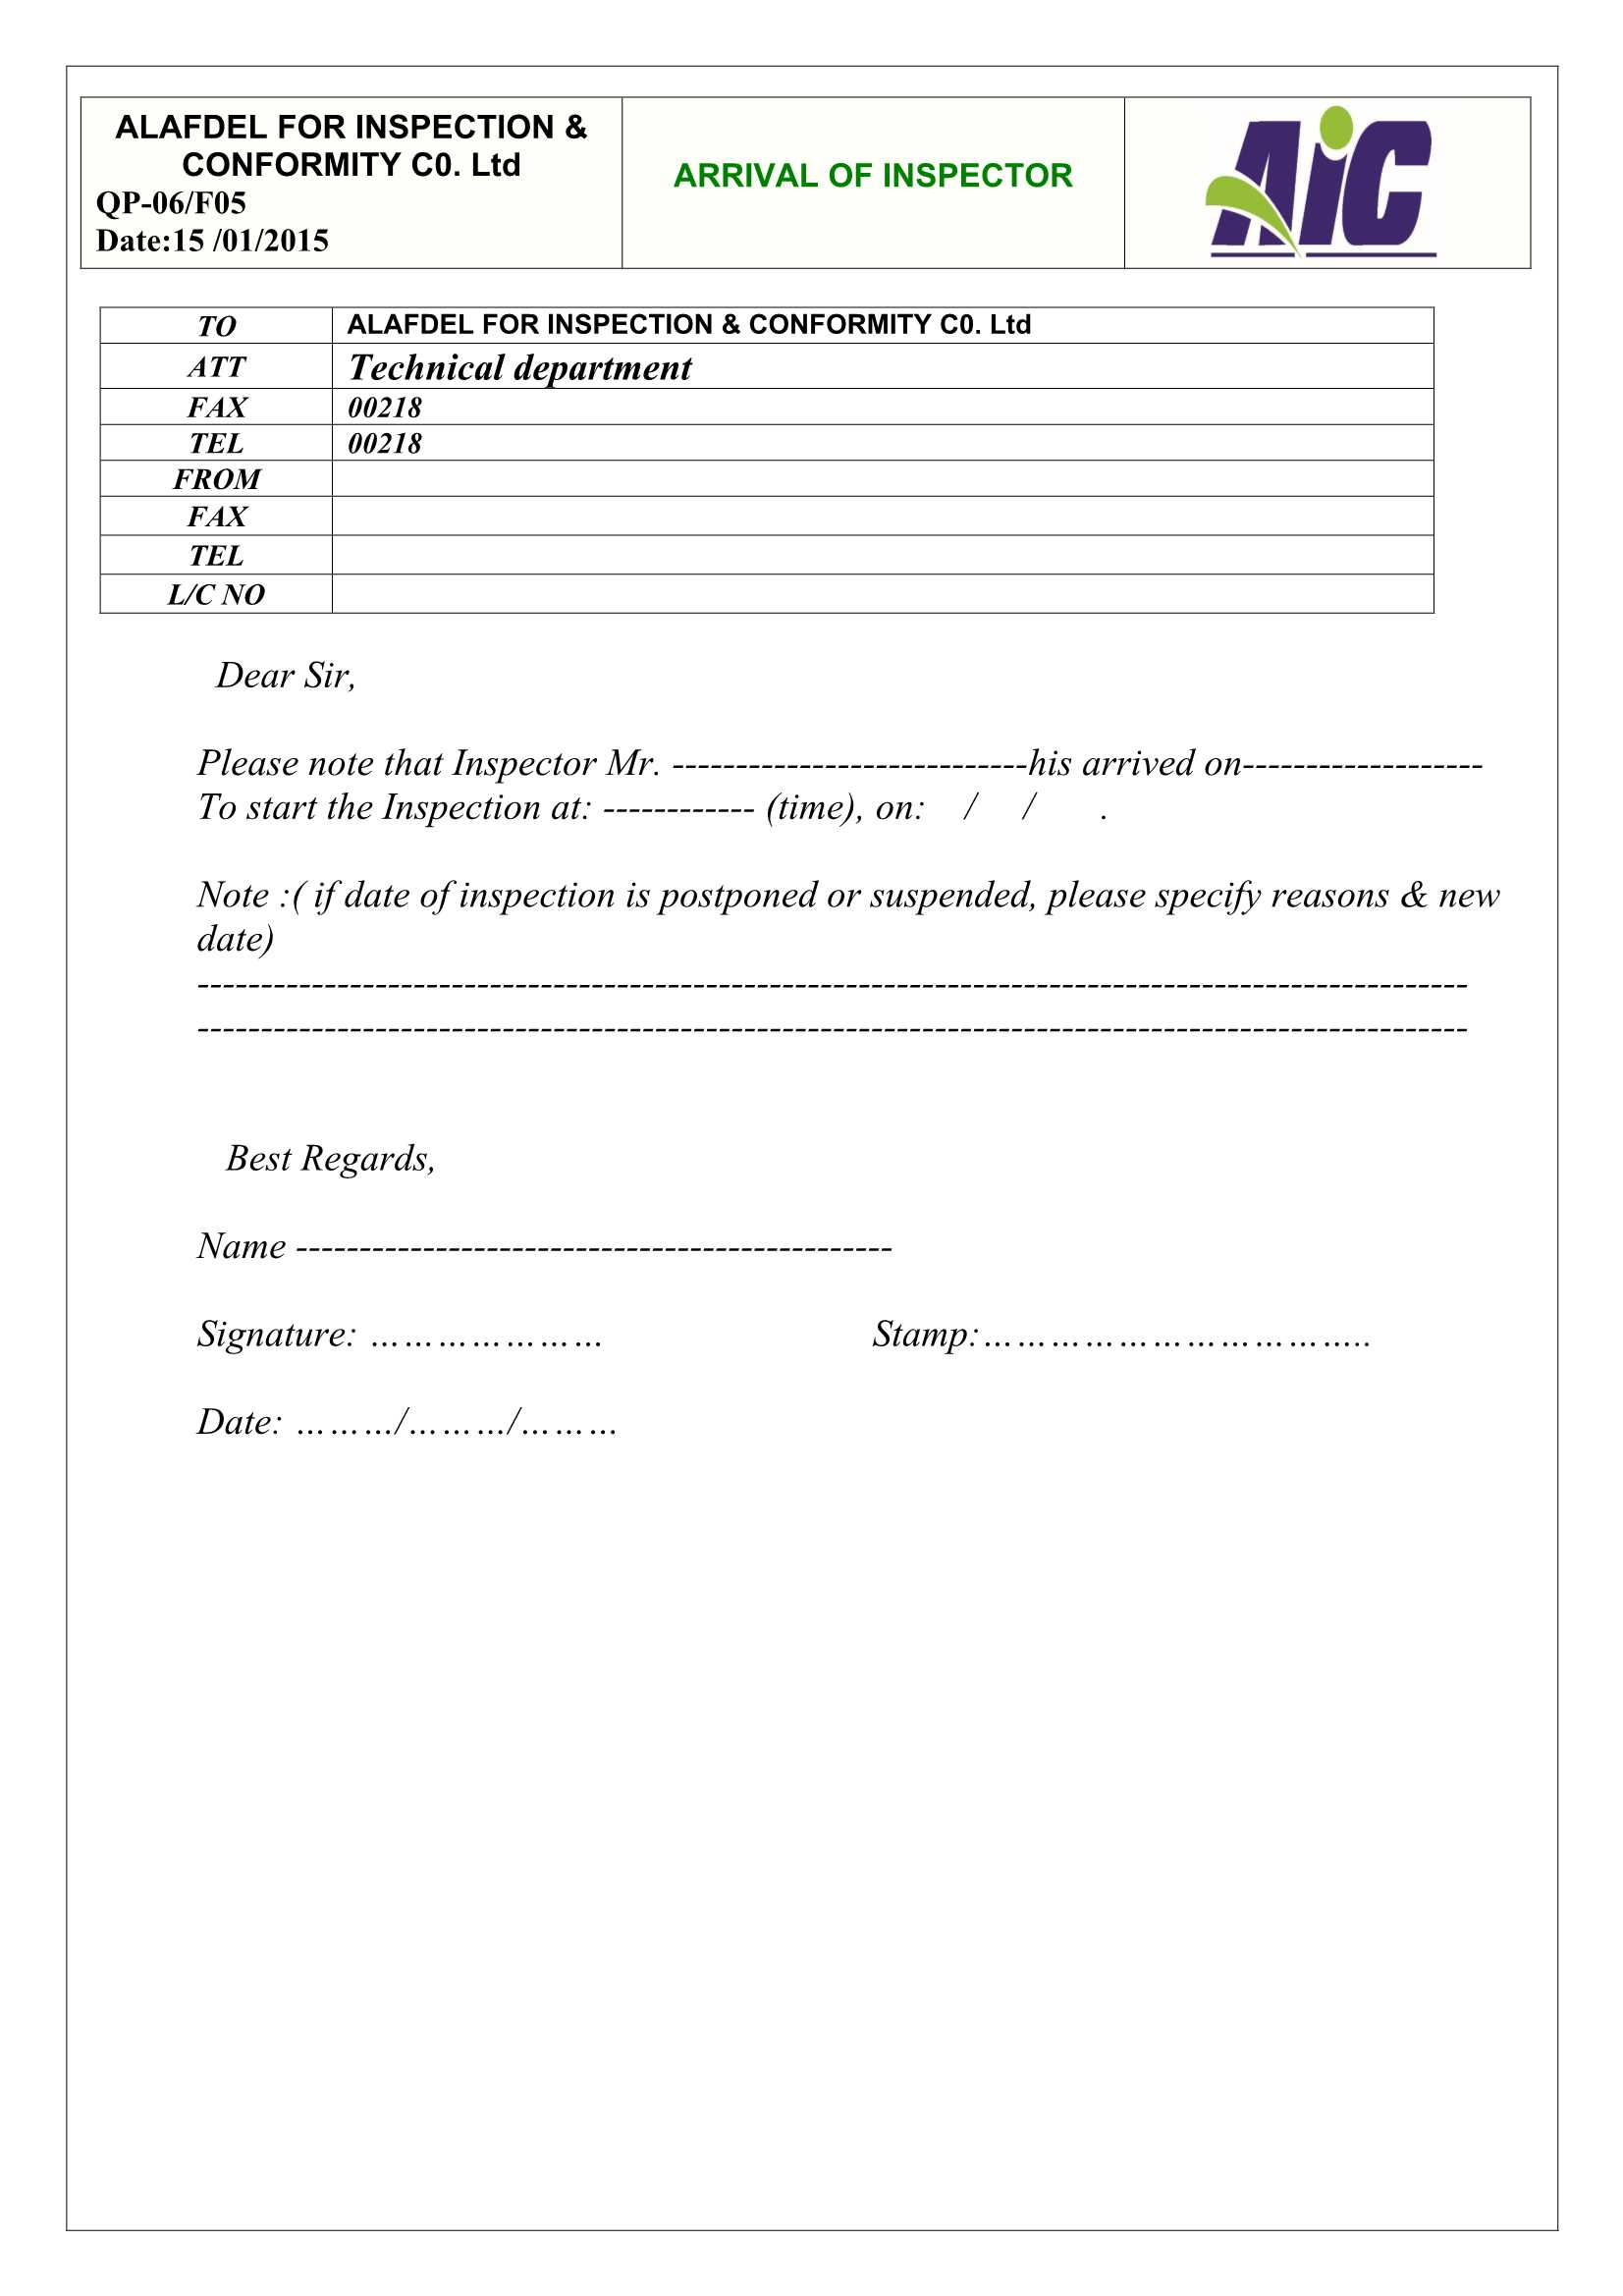 ALAFDEL FOR INSPECTION &
CONFORMITY C0. Ltd
QP-06/F05
Date:15 /01/2015
ARRIVAL OF INSPECTOR
AiC
TO ALAFDEL FOR INSPECTION & CONFORMITY C0. Ltd
ATT Technical department
FAX 00218
TEL 00218
FROM
FAX
TEL
L/C NO
Dear Sir,
Please note that Inspector Mr. ----------------------------his arrived on-------------------
To start the Inspection at: ------------ (time), on: / / .
Note :( if date of inspection is postponed or suspended, please specify reasons & new
date)
----------------------------------------------------------------------------------------------------
----------------------------------------------------------------------------------------------------
Best Regards,
Name -----------------------------------------------
Signature: …………………
Stamp:……………………………..
Date: ………/………/………